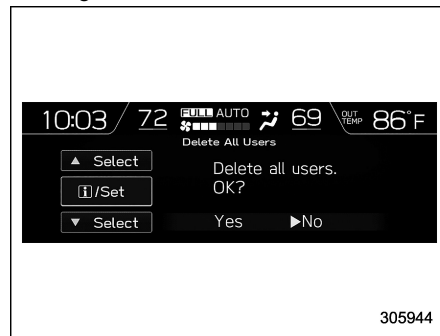 10:03 72 FULL AUTO 69 OUT TEMP 86°F
Delete All Users
▲ Select
Delete all users.
i/Set
OK?
▼ Select
Yes ▶No
305944